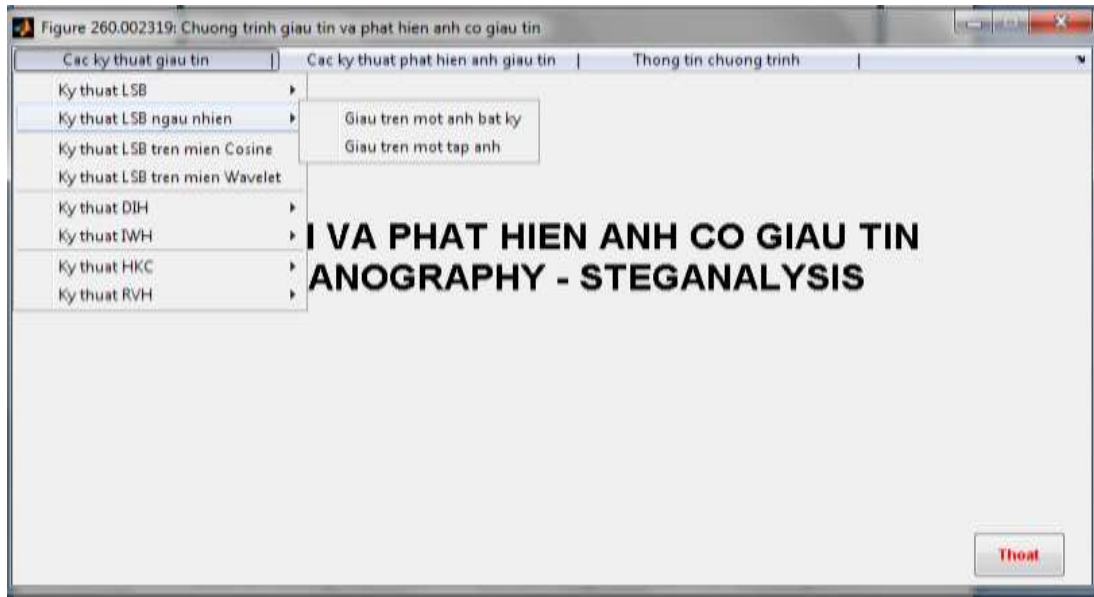 Figure 260.002319: Chuong trinh giau tin va phat hien anh co giau tin
Cac ky thuat giau tin | Cac ky thuat phat hien anh giau tin | Thong tin chuong trinh |
Ky thuat LSB
Ky thuat LSB ngau nhien
Ky thuat LSB tren mien Cosine
Ky thuat LSB tren mien Wavelet
Ky thuat DIH
Ky thuat IWH
Ky thuat HKC
Ky thuat RVH
Giau tren mot anh bat ky
Giau tren mot tap anh
I VA PHAT HIEN ANH CO GIAU TIN
ANOGRAPHY - STEGANALYSIS
Thoat